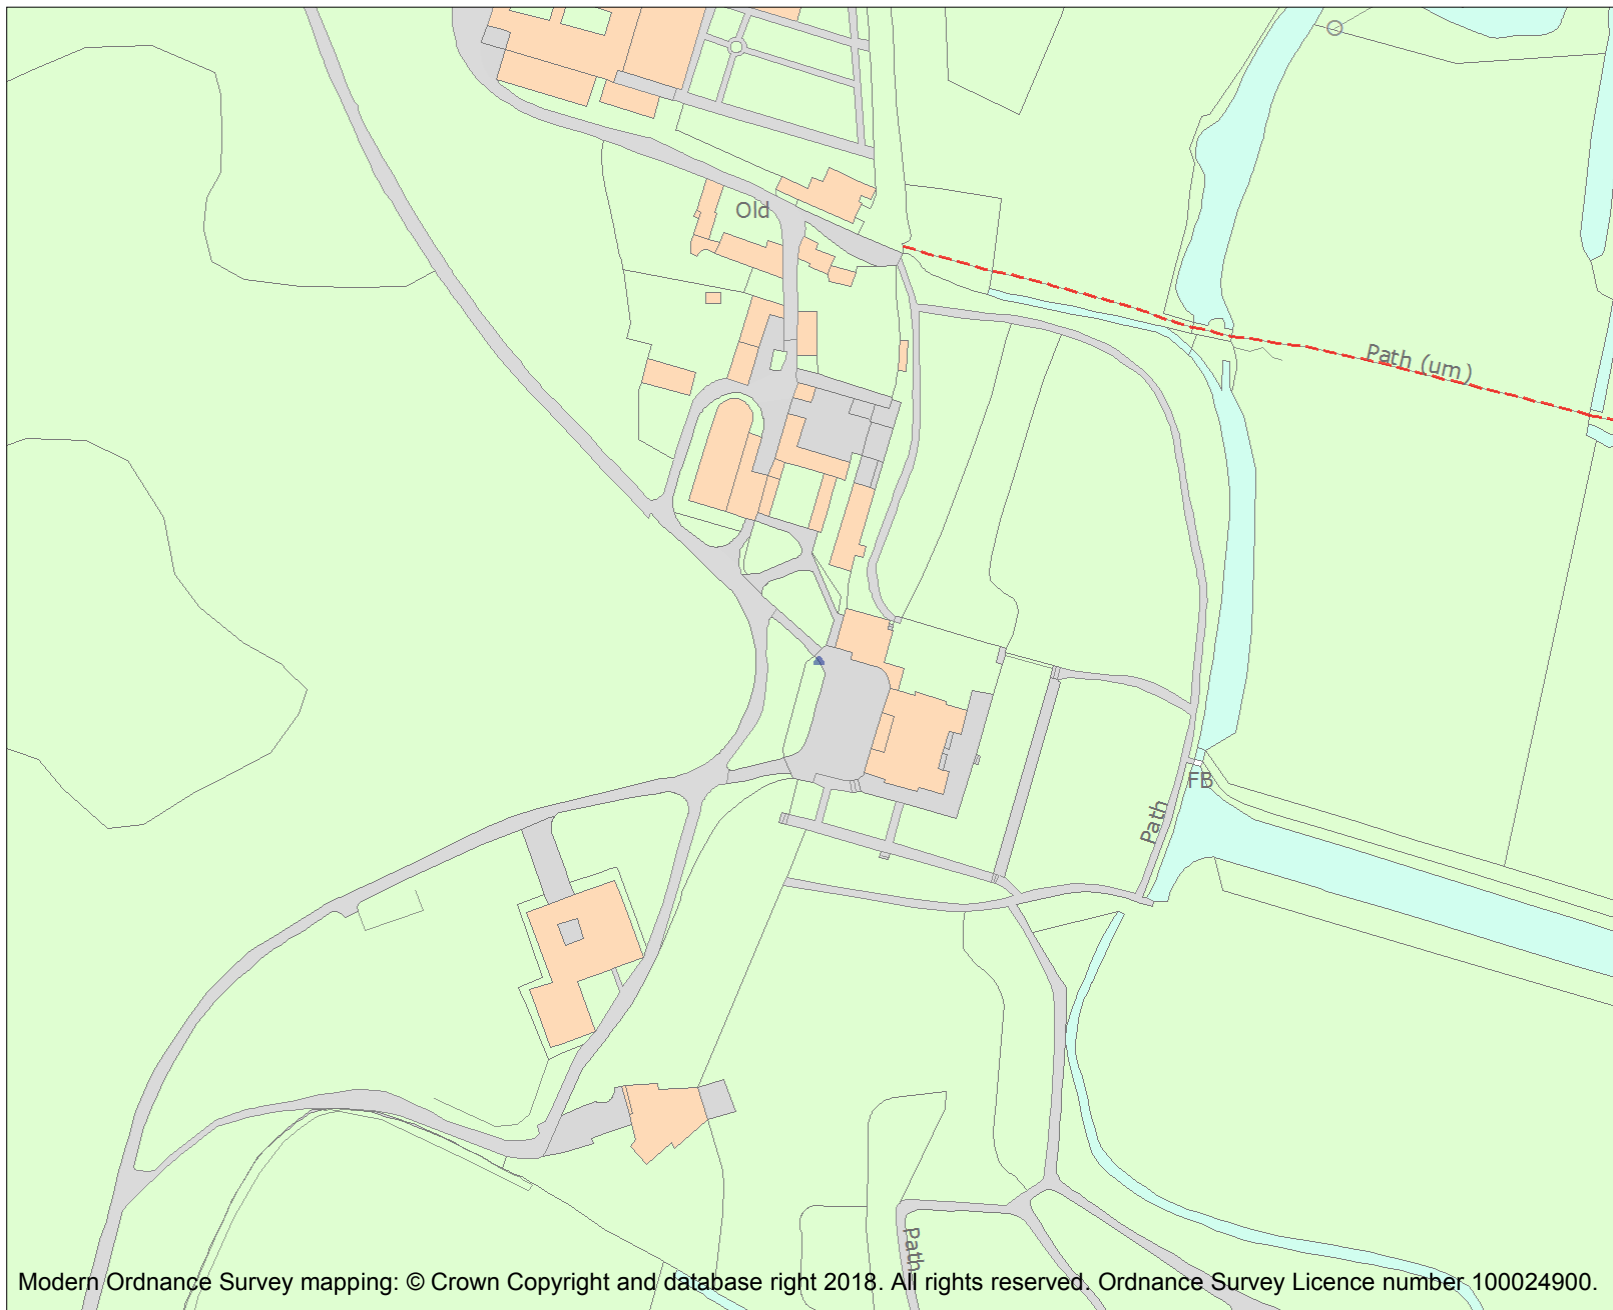 Old
Path (um)
FB
Path
Path
Modern Ordnance Survey mapping: © Crown Copyright and database right 2018. All rights reserved. Ordnance Survey Licence number 100024900.